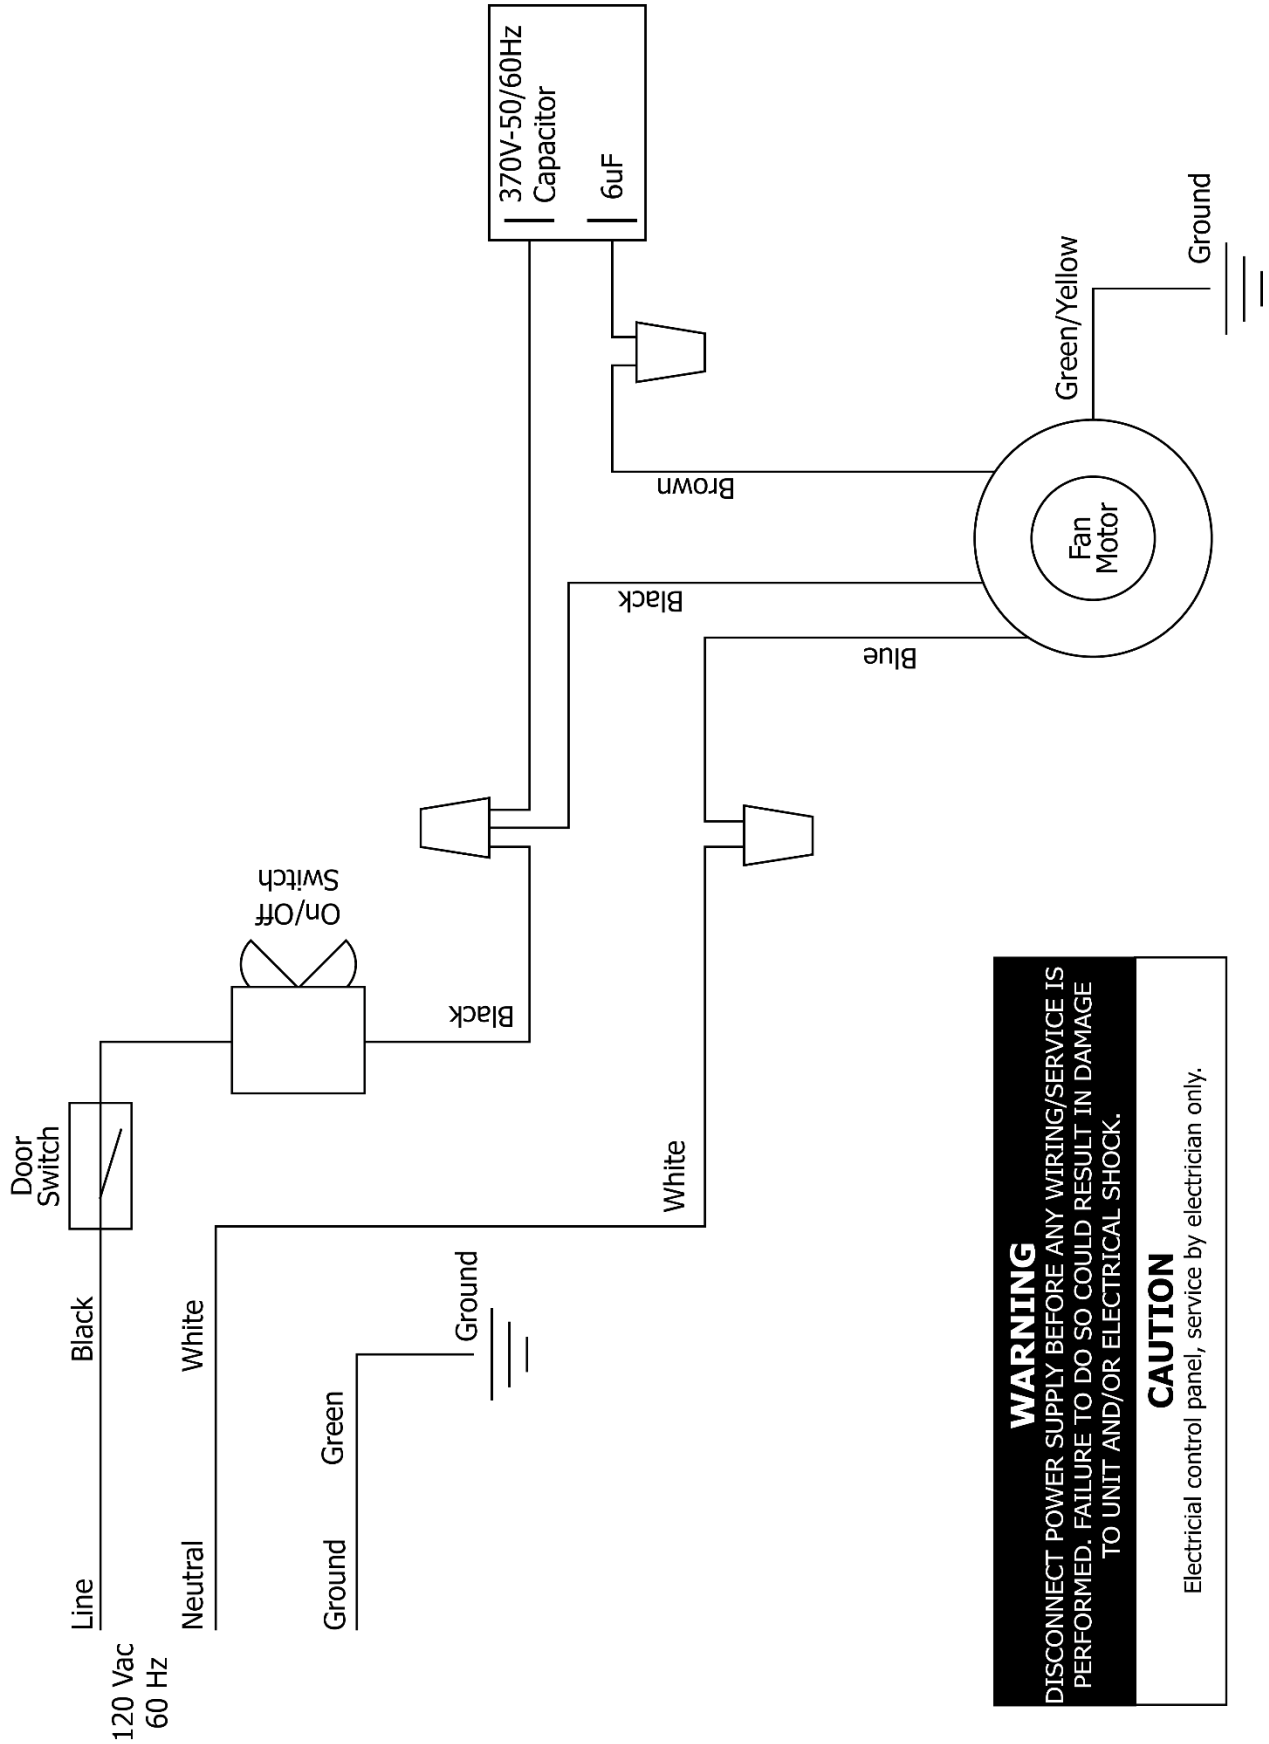 120 Vac
60 Hz
Line
Black
Door
Switch
On/Off
Switch
Black
Neutral
White
White
Ground
Green
Ground
370V-50/60Hz
Capacitor
6uF
Brown
Black
Blue
Fan
Motor
Green/Yellow
Ground
WARNING
DISCONNECT POWER SUPPLY BEFORE ANY WIRING/SERVICE IS
PERFORMED. FAILURE TO DO SO COULD RESULT IN DAMAGE
TO UNIT AND/OR ELECTRICAL SHOCK.
CAUTION
Electricial control panel, service by electrician only.